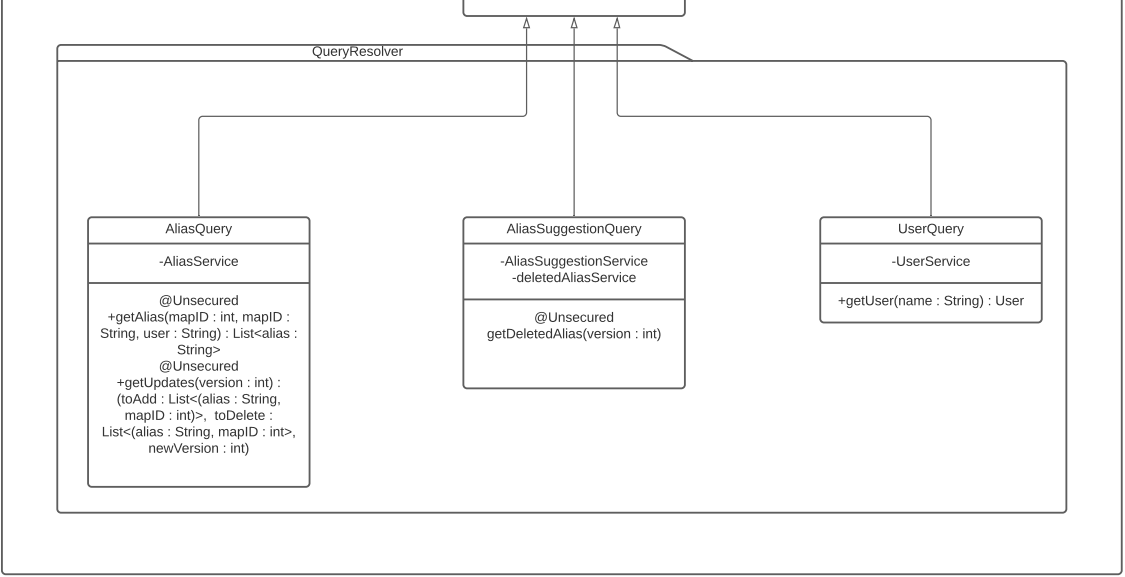 QueryResolver
AliasQuery
-AliasService
@Unsecured
+getAlias(mapID : int, mapID :
String, user : String) : List<alias :
String>
@Unsecured
+getUpdates(version : int) :
(toAdd : List<(alias : String,
mapID : int)>,  toDelete :
List<(alias : String, mapID : int>,
newVersion : int)
AliasSuggestionQuery
-AliasSuggestionService
-deletedAliasService
@Unsecured
getDeletedAlias(version : int)
UserQuery
-UserService
+getUser(name : String) : User